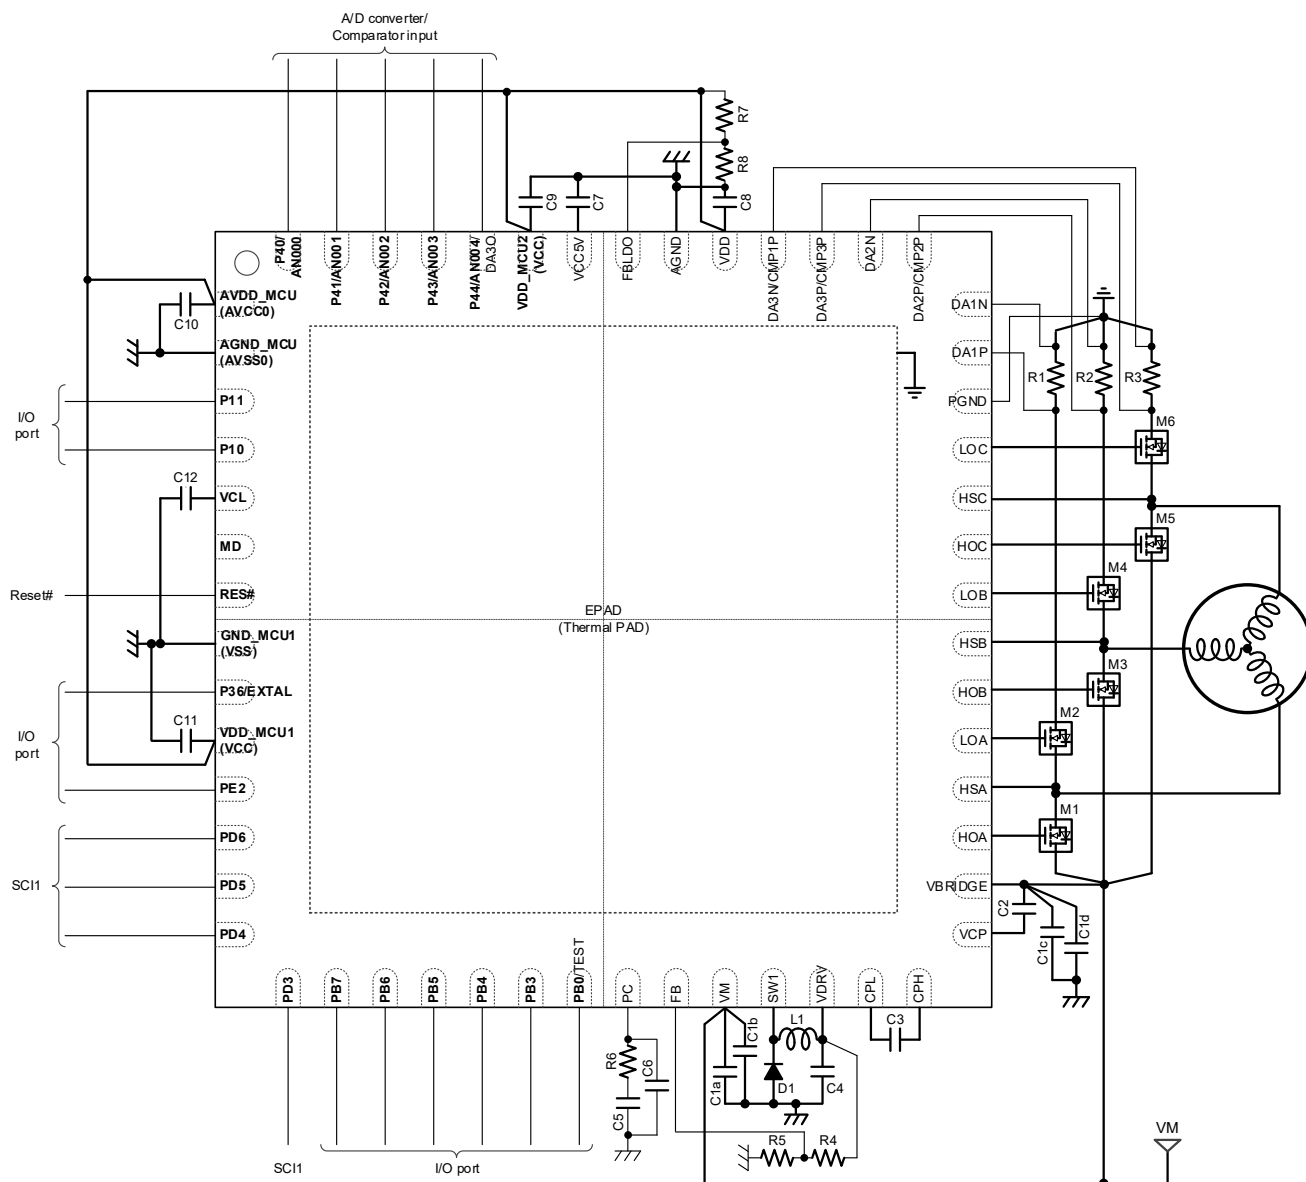 A/D converter/
Comparator input
R7
R8
C9
C7
C8
P40/
AN000
P41/AN001
P42/AN002
P43/AN003
P44/AN004/
DA3O
VDD_MCU2
(VCC)
VCC5V
FBLDO
AGND
VDD
DA3N/CMP1P
DA3P/CMP3P
DA2N
DA2P/CMP2P
AVDD_MCU
(AVCC0)
C10
AGND_MCU
(AVSS0)
P11
I/O
port
P10
C12
VCL
MD
Reset#
RES#
GND_MCU1
(VSS)
P36/EXTAL
C11
VDD_MCU1
(VCC)
I/O
port
PE2
PD6
SCI1
PD5
PD4
EPAD
(Thermal PAD)
DA1N
DA1P
PGND
LOC
HSC
HOC
LOB
HSB
HOB
LOA
HSA
HOA
VBRIDGE
VCP
R1
R2
R3
M6
M5
M4
M3
M2
M1
C2
C1c
C1d
PD3
PB7
PB6
PB5
PB4
PB3
PB0/TEST
PC
FB
VM
SW1
VDRV
CPL
CPH
R6
C6
C5
C1a
C1b
L1
D1
C4
C3
R5
R4
SCI1
I/O port
VM